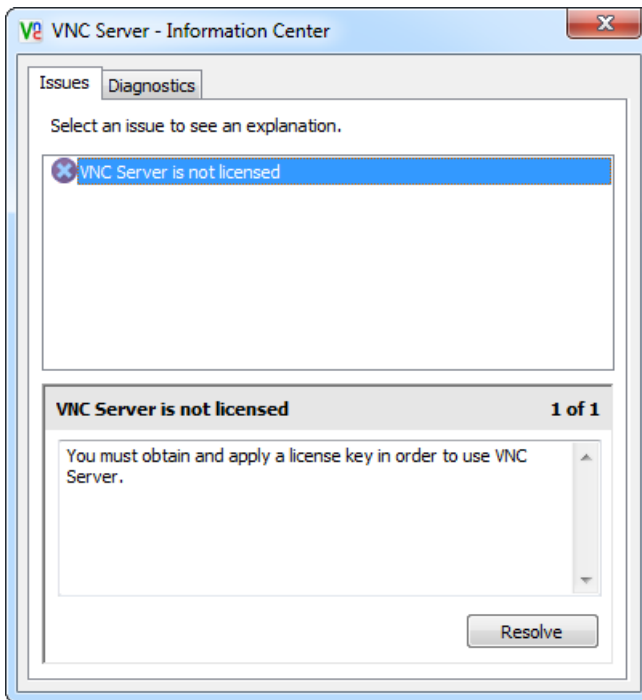 VNC Server - Information Center
Issues
Diagnostics
Select an issue to see an explanation.
VNC Server is not licensed
VNC Server is not licensed 1 of 1
You must obtain and apply a license key in order to use VNC
Server.
Resolve